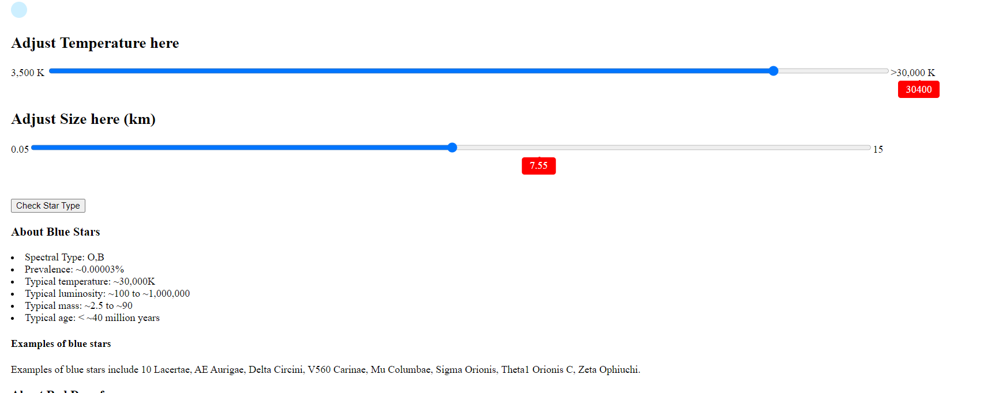 Adjust Temperature here
3,500 K >30,000 K
30400
Adjust Size here (km)
0.05 15
7.55
Check Star Type
About Blue Stars
• Spectral Type: O,B
• Prevalence: ~0.00003%
• Typical temperature: ~30,000K
• Typical luminosity: ~100 to ~1,000,000
• Typical mass: ~2.5 to ~90
• Typical age: < ~40 million years
Examples of blue stars
Examples of blue stars include 10 Lacertae, AE Aurigae, Delta Circini, V560 Carinae, Mu Columbae, Sigma Orionis, Theta1 Orionis C, Zeta Ophiuchi.
About Red